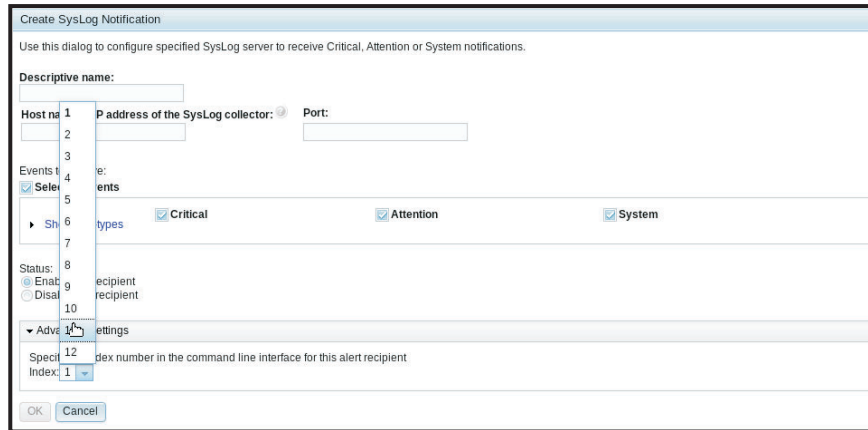 Create SysLog Notification
Use this dialog to configure specified SysLog server to receive Critical, Attention or System notifications.
Descriptive name:
Host na P address of the SysLog collector: Port:
1
2
3
4
5
6
7
8
9
10
12
Events t e:
Selec ents
Critical Attention System
Sh types
Status:
Enab ecipient
Disa recipient
Adva ettings
Specif dex number in the command line interface for this alert recipient
Index: 1
OK Cancel